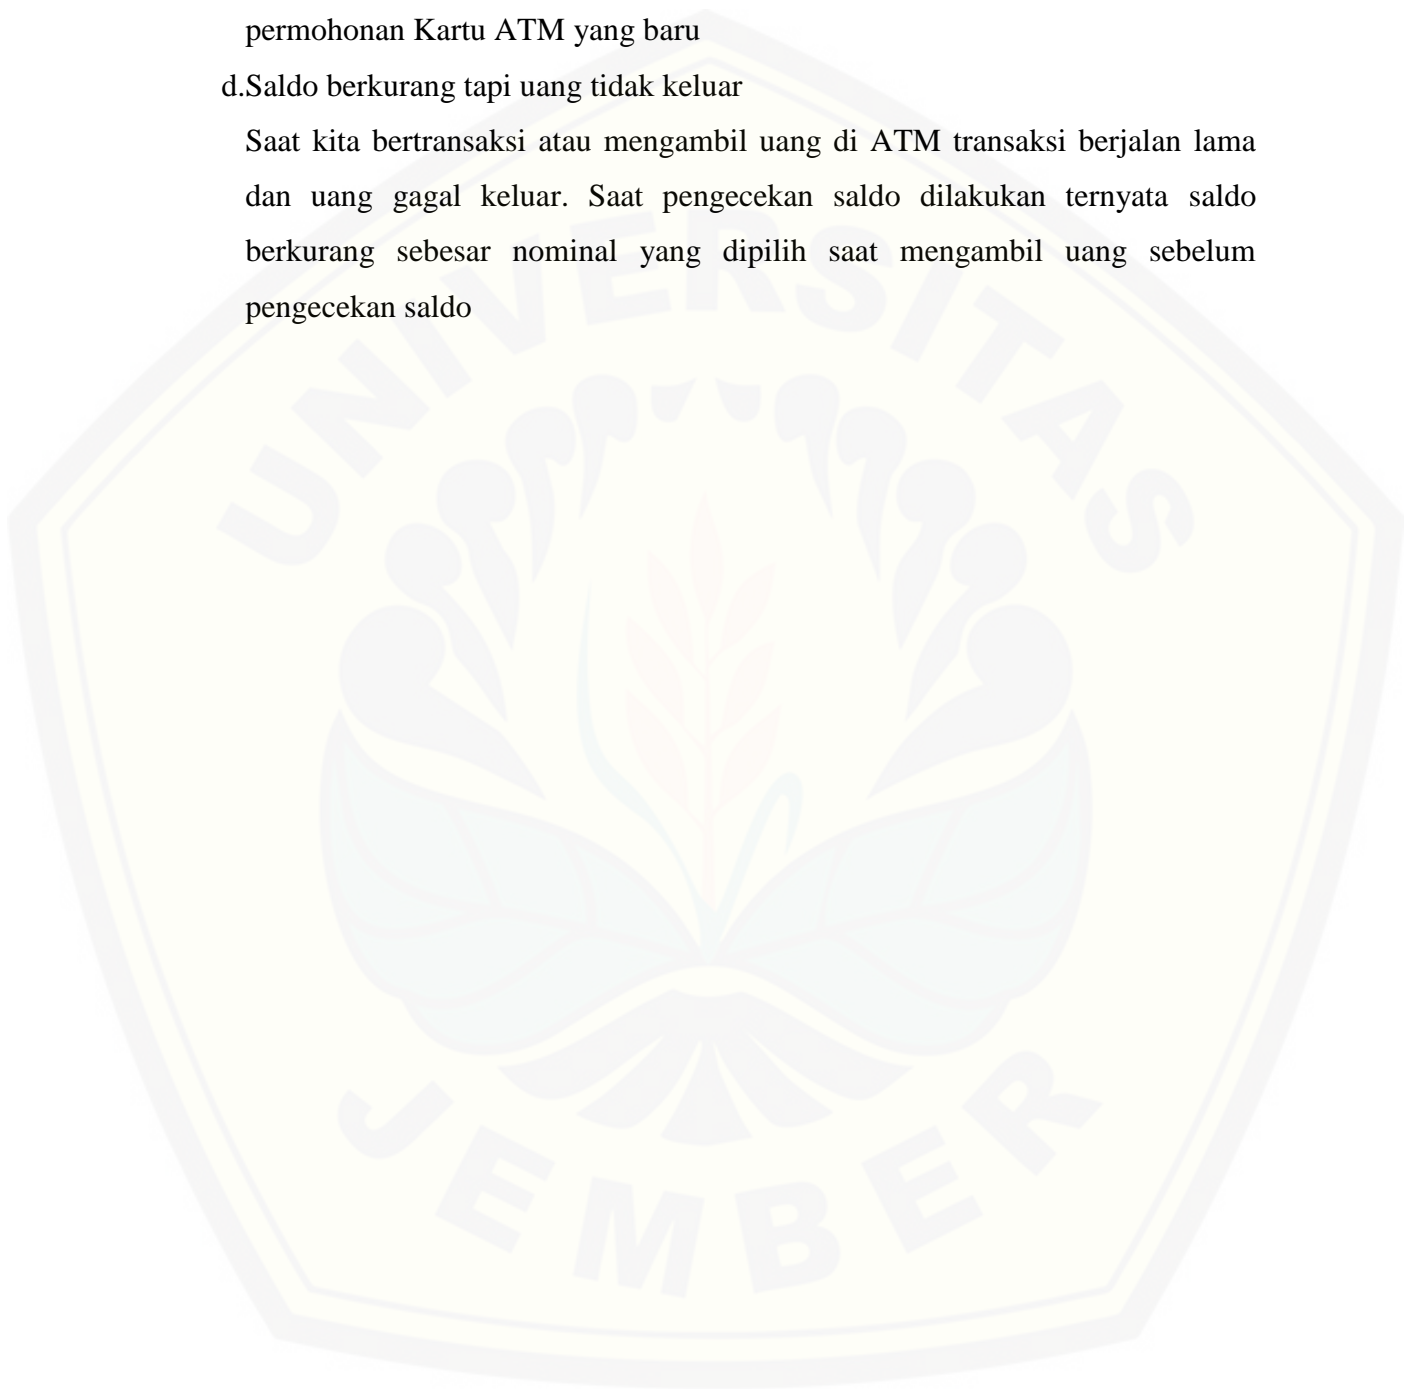 permohonan Kartu ATM yang baru
d.Saldo berkurang tapi uang tidak keluar
Saat kita bertransaksi atau mengambil uang di ATM transaksi berjalan lama
dan uang gagal keluar. Saat pengecekan saldo dilakukan ternyata saldo
berkurang sebesar nominal yang dipilih saat mengambil uang sebelum
pengecekan saldo
UNIVERSITAS
JEMBER